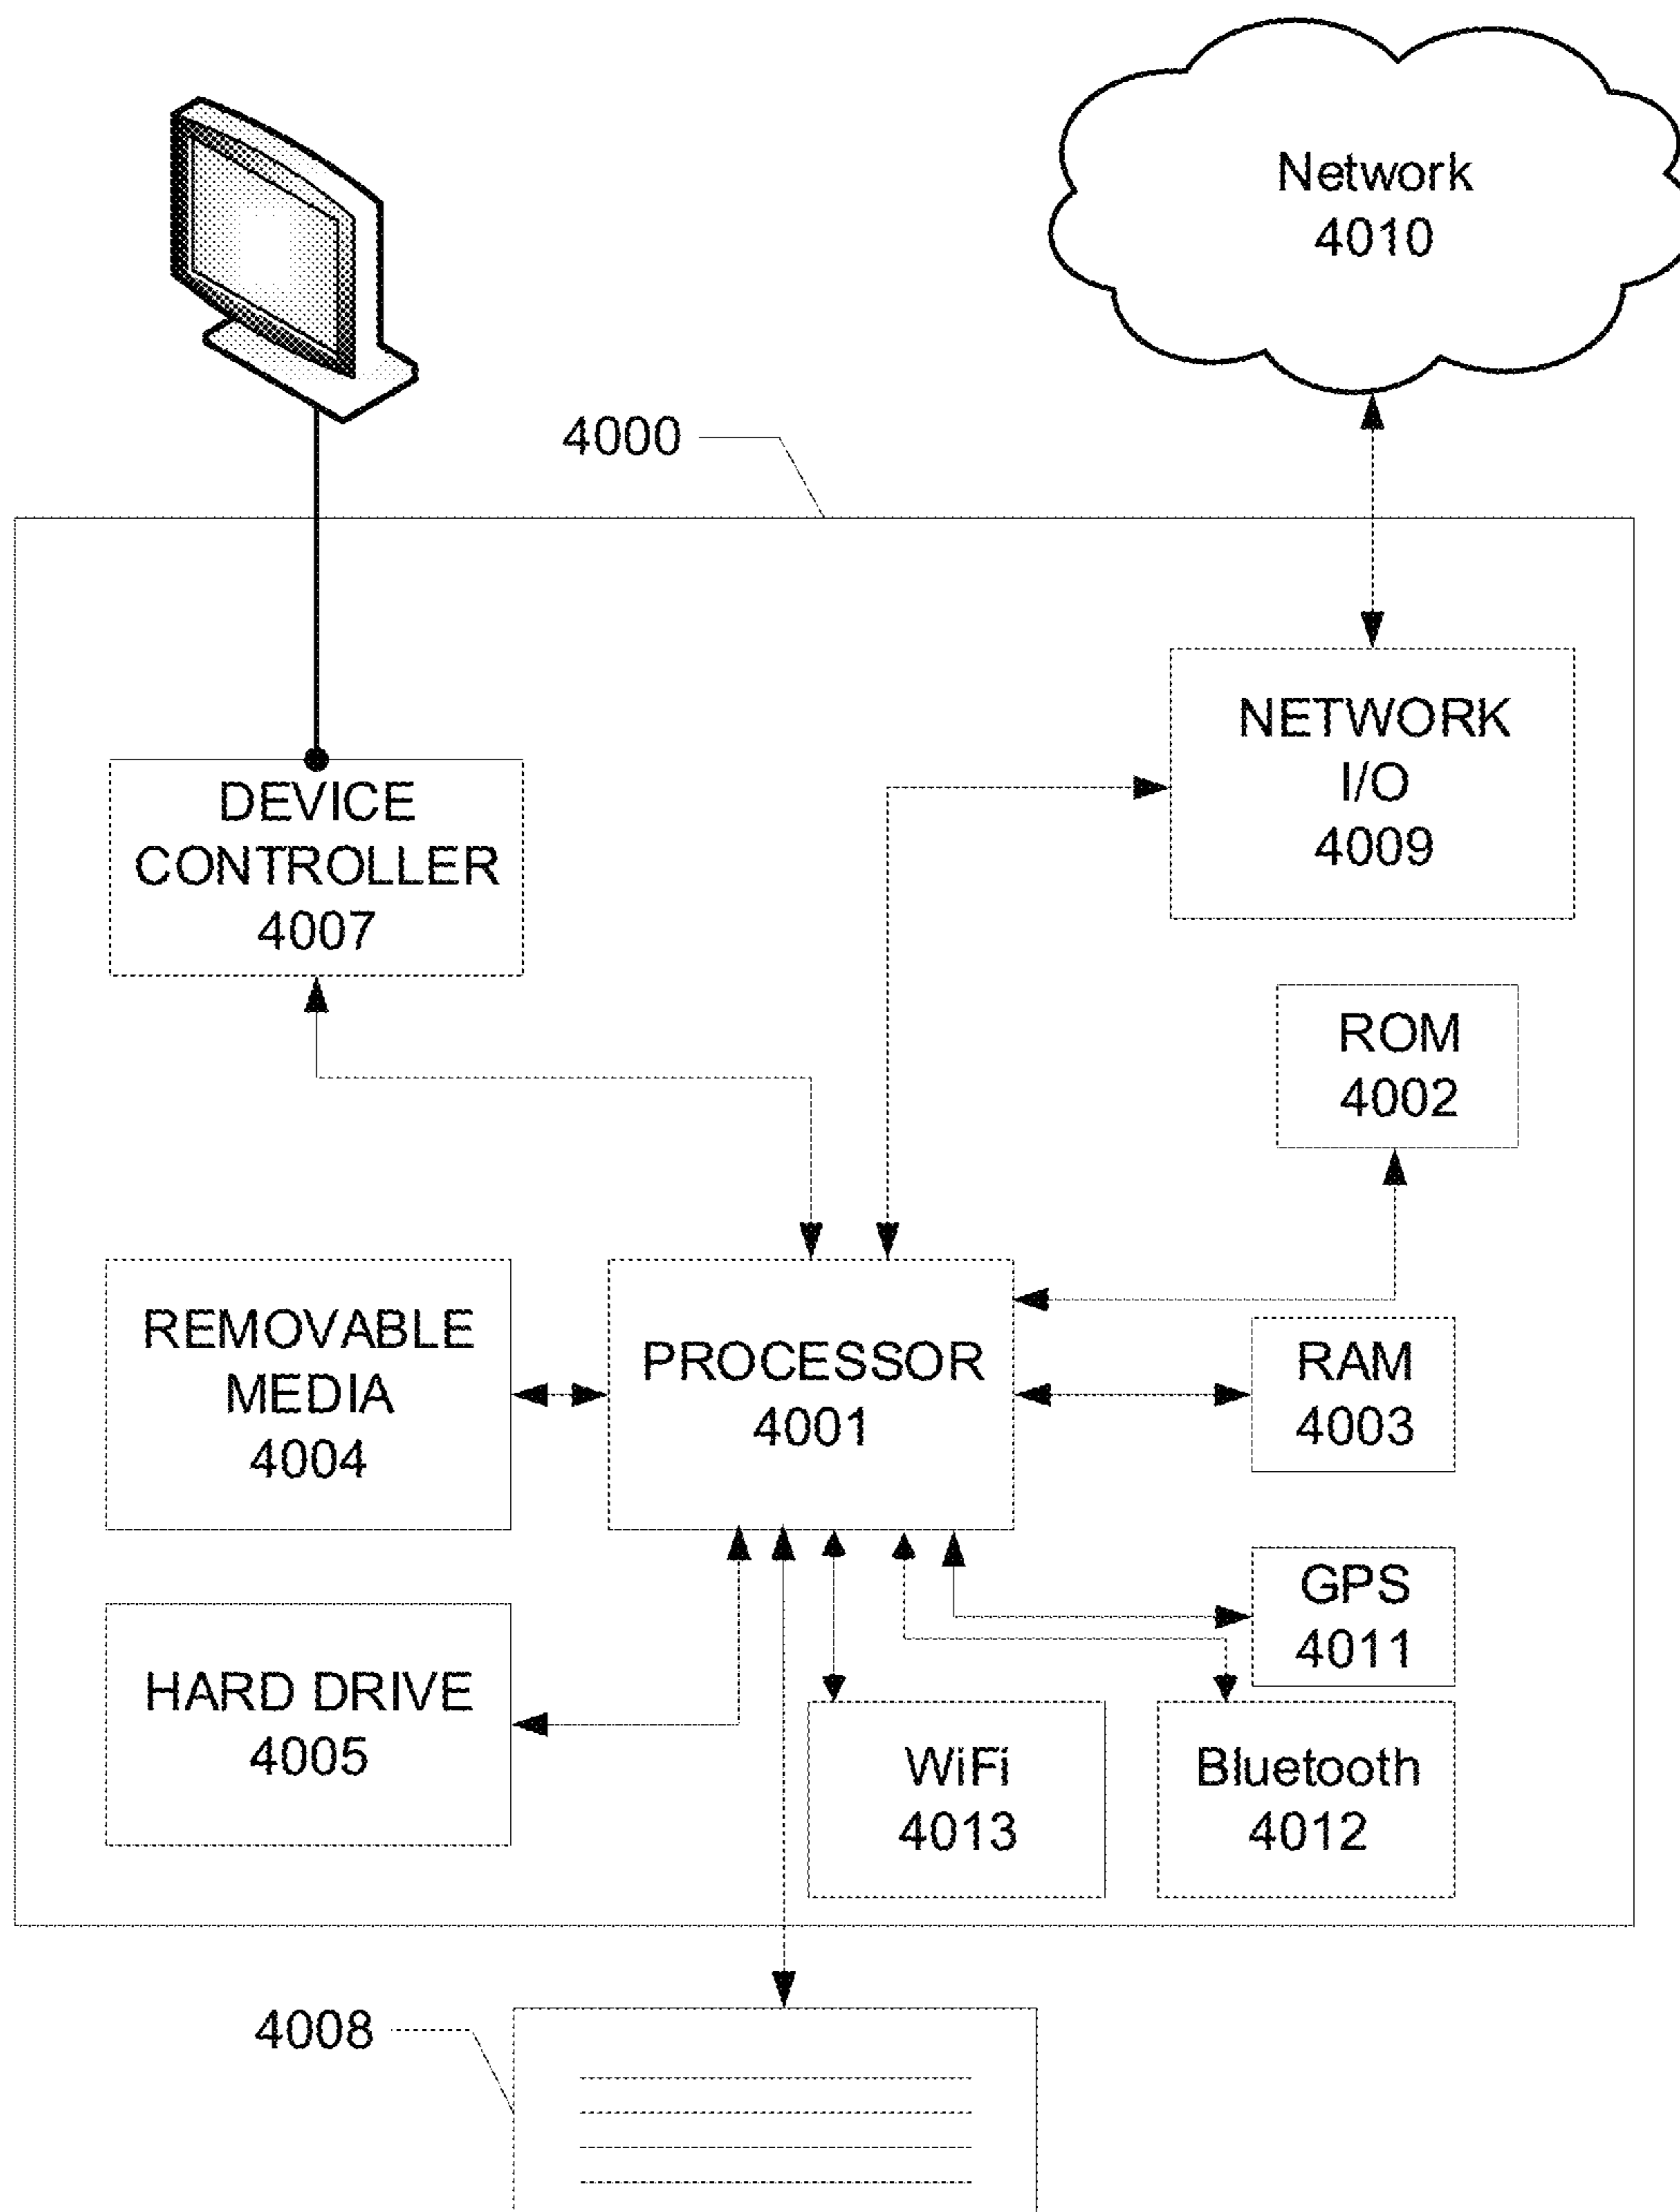 Network
4010
4000
NETWORK
I/O
4009
DEVICE
CONTROLLER
4007
ROM
4002
REMOVABLE
MEDIA
4004
PROCESSOR
4001
RAM
4003
GPS
4011
HARD DRIVE
4005
WiFi
4013
Bluetooth
4012
4008